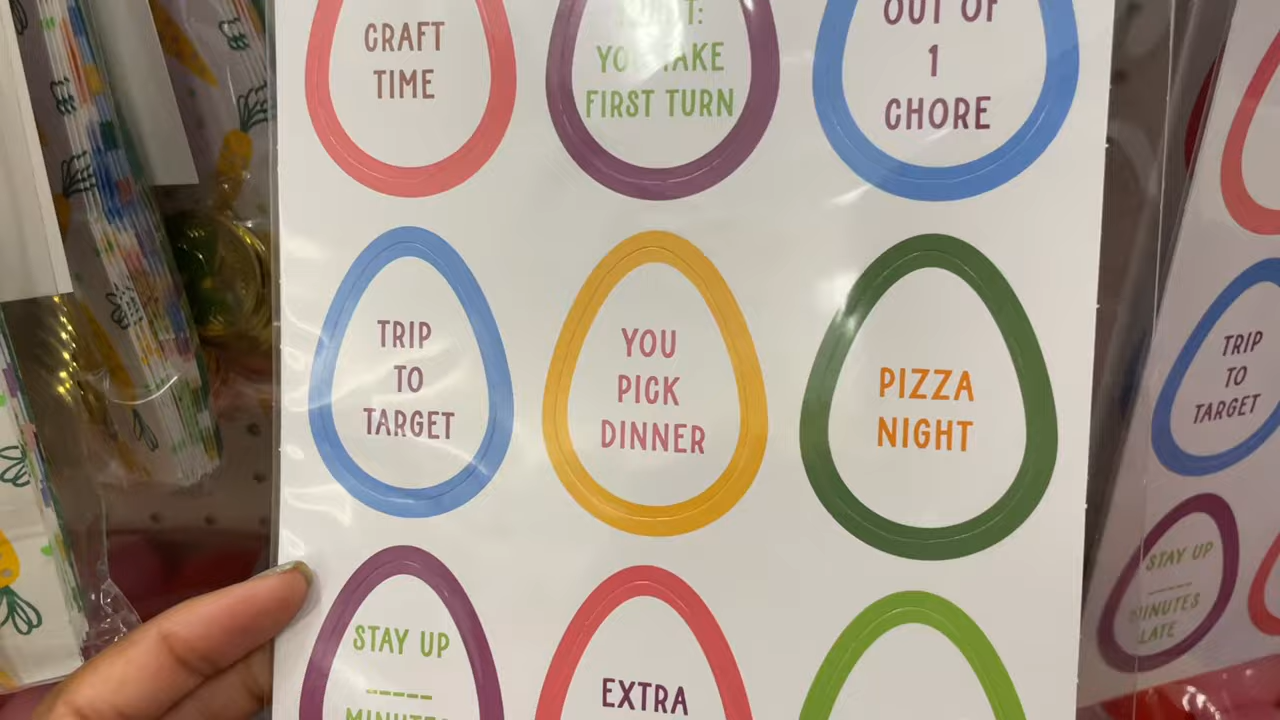 CRAFT
TIME
FIRST TURN
OUT OF
1
CHORE
TRIP
TO
TARGET
YOU
PICK
DINNER
PIZZA
NIGHT
STAY UP
MINUTES
EXTRA
TRIP
TO
TARGET
STAY UP
MINUTES
LATE